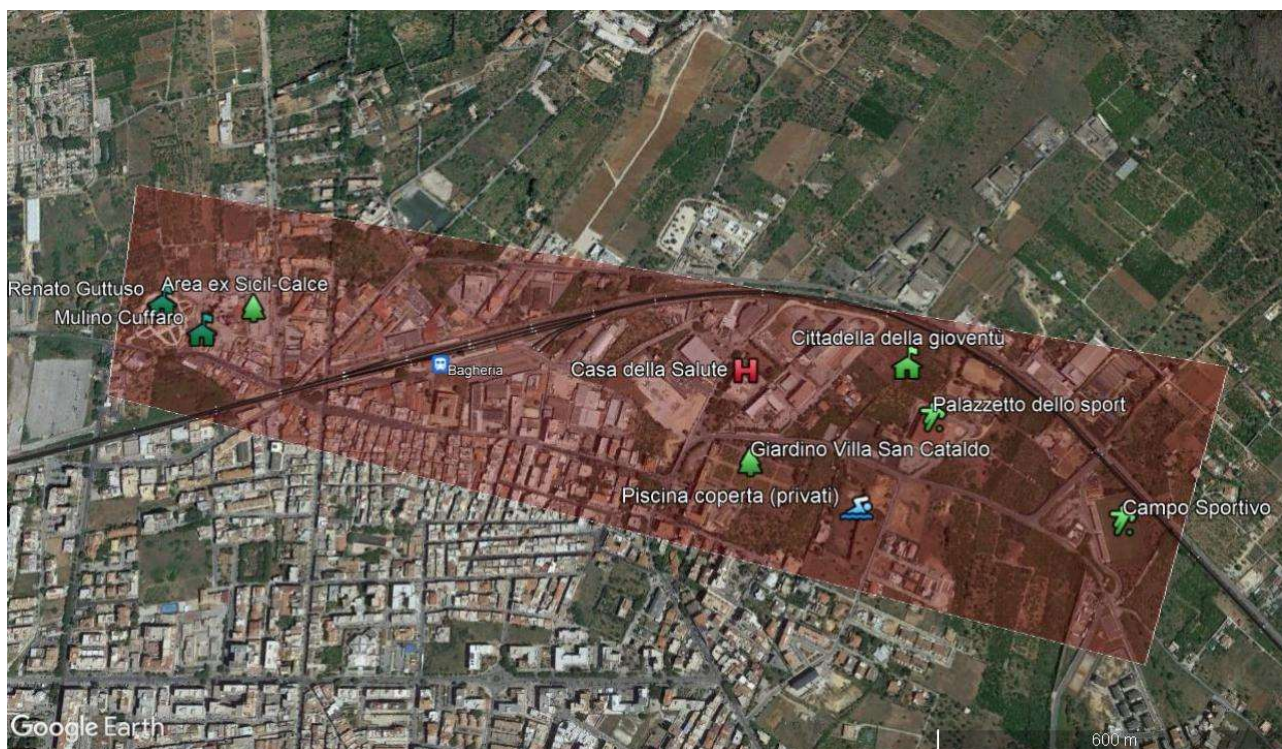 Renato Guttuso
Area ex Sicil-Calce
Mulino Cuffaro
Bagheria
Casa della Salute
H
Cittadella della gioventù
Palazzetto dello sport
Giardino Villa San Cataldo
Piscina coperta (privati)
Campo Sportivo
Google Earth
600 m